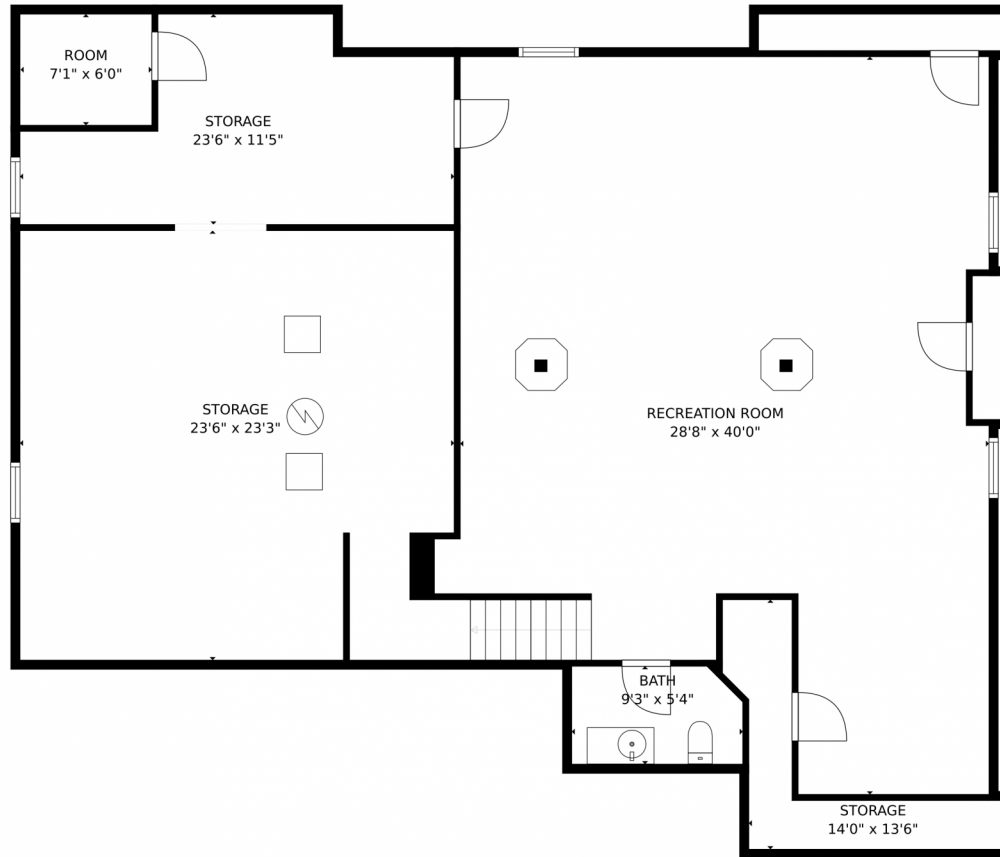 ROOM
7'1" x 6'0"
STORAGE
23'6" x 11'5"
STORAGE
23'6" x 23'3"
RECREATION ROOM
28'8" x 40'0"
BATH
9'3" x 5'4"
STORAGE
14'0" x 13'6"